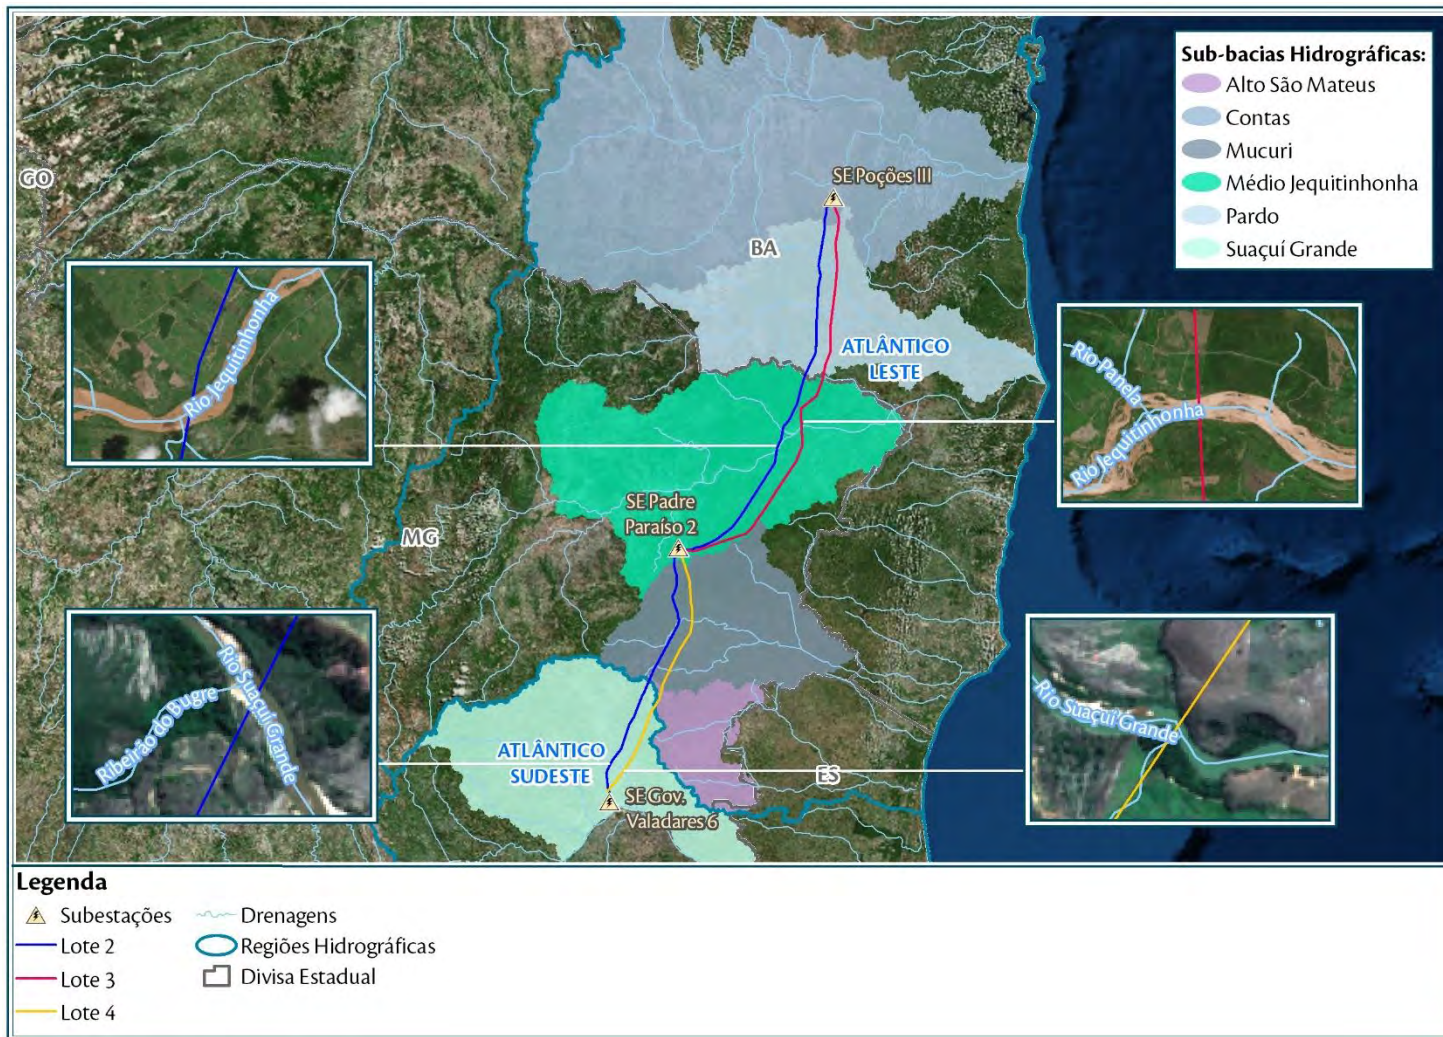 Sub-bacias Hidrográficas:
Alto São Mateus
Contas
Mucuri
Médio Jequitinhonha
Pardo
Suaçuí Grande
GO
SE Poções III
BA
ATLÂNTICO
LESTE
Rio Jequitinhonha
Rio Panela
Rio Jequitinhonha
SE Padre
Paraíso 2
MG
Rio Suaçuí Grande
Ribeirão do Bugre
Rio Suaçuí Grande
ATLÂNTICO
SUDESTE
ES
SE Gov.
Valadares 6
Legenda
Subestações
Lote 2
Lote 3
Lote 4
Drenagens
Regiões Hidrográficas
Divisa Estadual